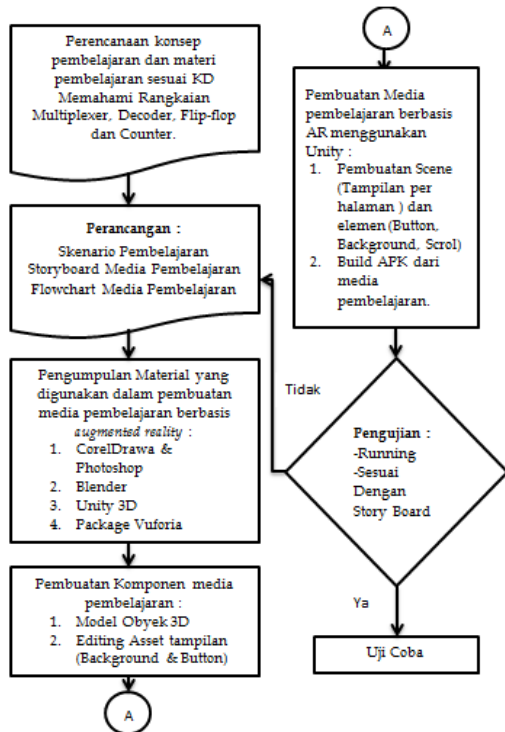 Perencanaan konsep
pembelajaran dan materi
pembelajaran sesuai KD
Memahami Rangkaian
Multiplexer, Decoder, Flip-flop
dan Counter.
Perancangan :
Skenario Pembelajaran
Storyboard Media Pembelajaran
Flowchart Media Pembelajaran
Pengumpulan Material yang
digunakan dalam pembuatan
media pembelajaran berbasis
augmented reality :
1. CorelDrawa &
Photoshop
2. Blender
3. Unity 3D
4. Package Vuforia
Pembuatan Komponen media
pembelajaran :
1. Model Obyek 3D
2. Editing Asset tampilan
(Background & Button)
A
A
Pembuatan Media
pembelajaran berbasis
AR menggunakan
Unity :
1. Pembuatan Scene
(Tampilan per
halaman ) dan
elemen (Button,
Background, Scrol)
2. Build APK dari
media
pembelajaran.
Tidak
Pengujian :
-Running
-Sesuai
Dengan
Story Board
Ya
Uji Coba